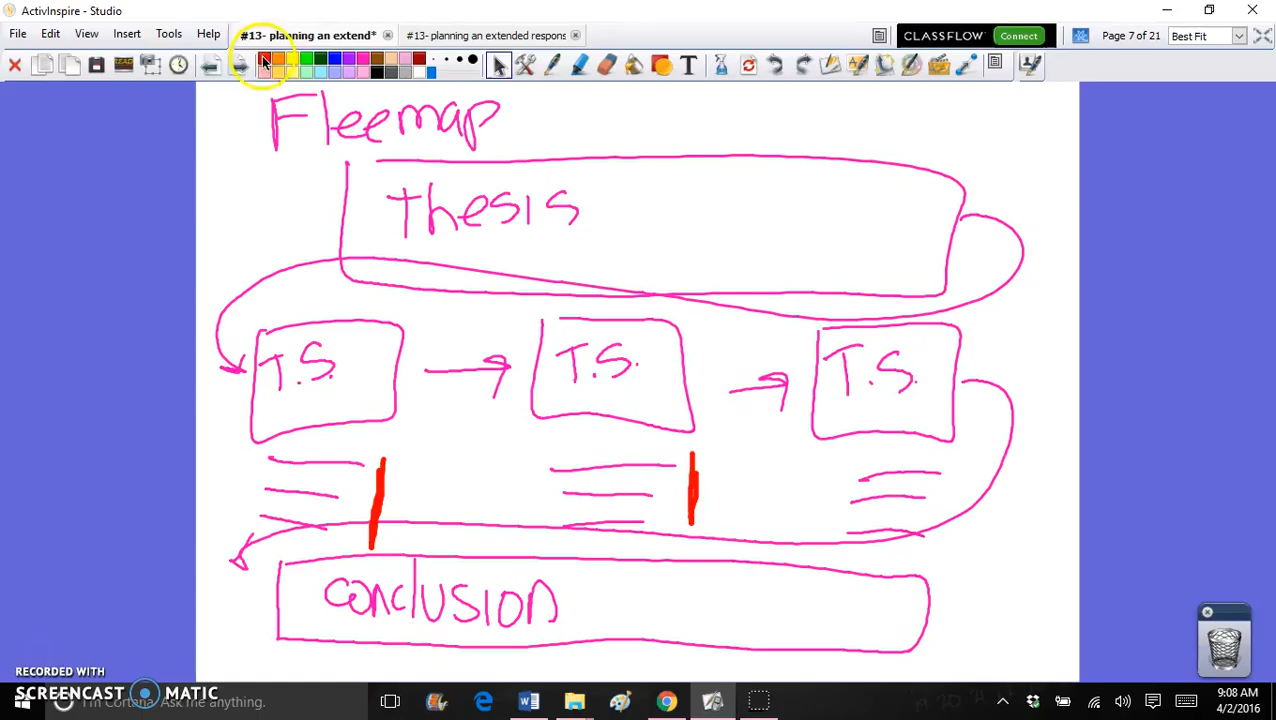 ActivInspire - Studio
File Edit View Insert Tools Help #13- planning an extend* #13- planning an extended respons CLASSFLOW Connect Page 7 of 21 Best Fit
Fleemap
thesis
T.S. T.S. T.S.
conclusion
RECORDED WITH
SCREENCAST MATIC
I'm Cortana. Ask me anything.
9:08 AM
4/2/2016